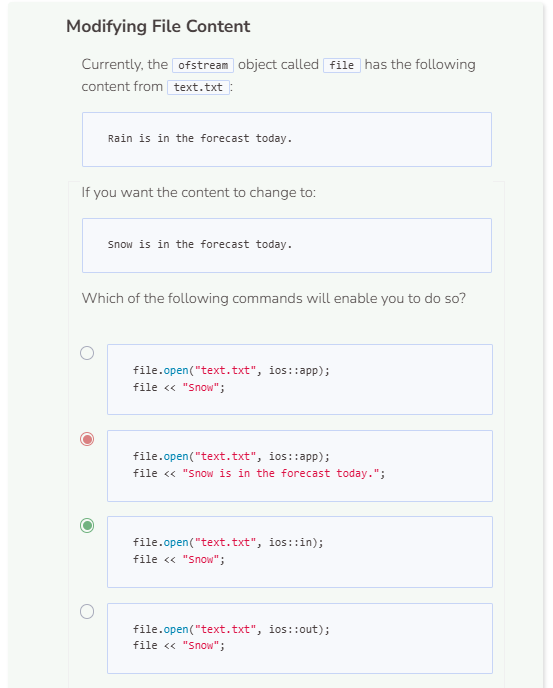 Modifying File Content
Currently, the ofstream object called file has the following
content from text.txt:
Rain is in the forecast today.
If you want the content to change to:
Snow is in the forecast today.
Which of the following commands will enable you to do so?
file.open("text.txt", ios::app);
file << "Snow";
file.open("text.txt", ios::app);
file << "Snow is in the forecast today.";
file.open("text.txt", ios::in);
file << "Snow";
file.open("text.txt", ios::out);
file << "Snow";